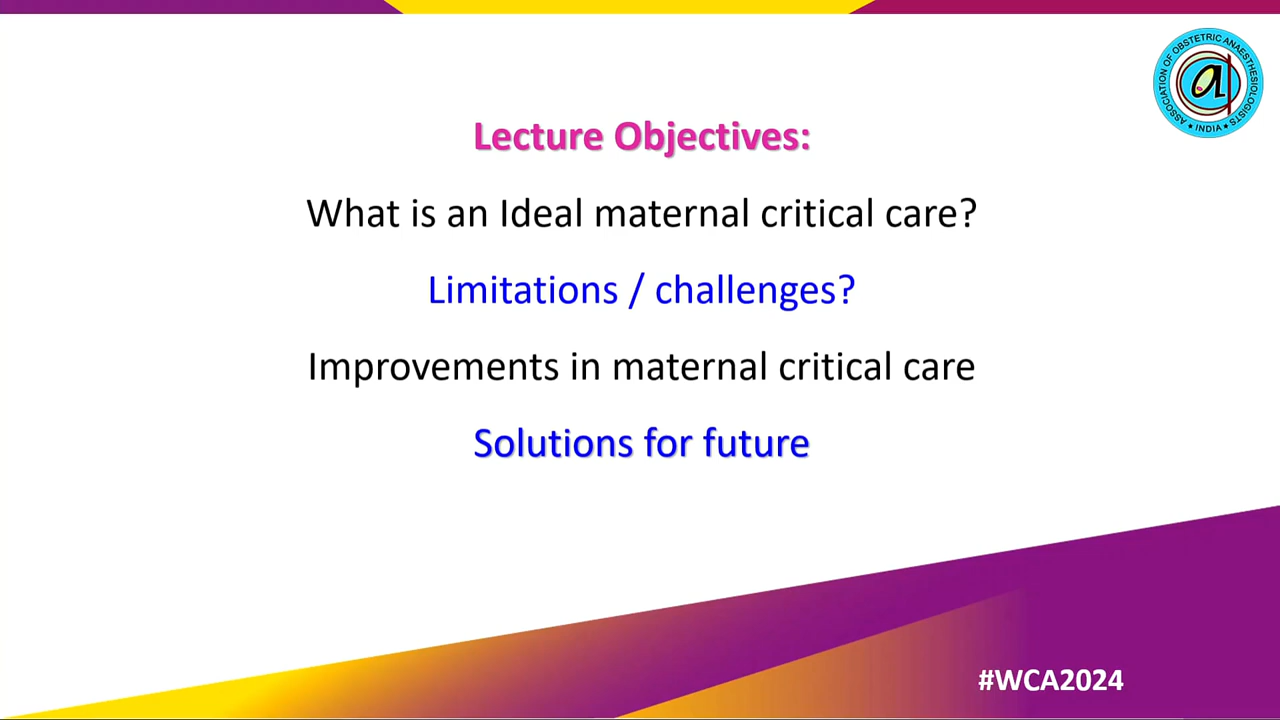 ASSOCIATION OF OBSTETRIC ANAESTHESIOLOGISTS
★ INDIA ★
a
Lecture Objectives:
What is an Ideal maternal critical care?
Limitations / challenges?
Improvements in maternal critical care
Solutions for future
#WCA2024